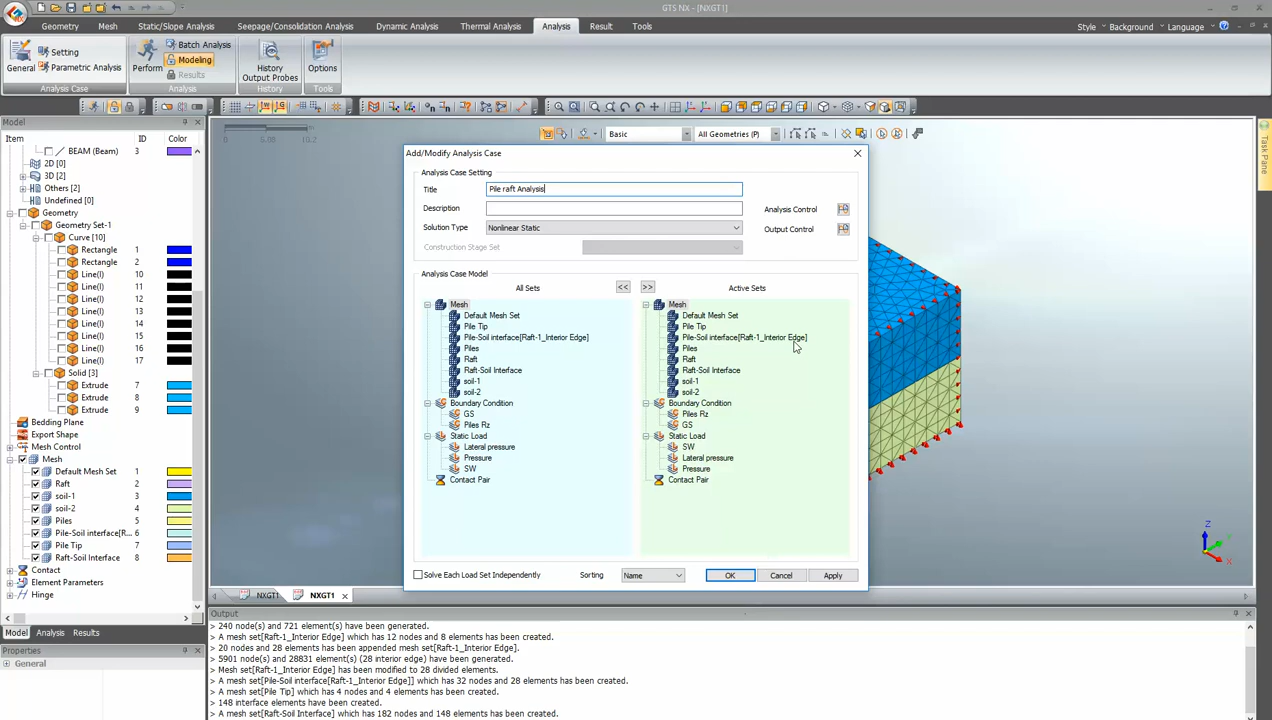 GTS NX - [NXGT1]
Geometry Mesh Static/Slope Analysis Seepage/Consolidation Analysis Dynamic Analysis Thermal Analysis Analysis Result Tools
Style Background Language
General
Setting
Parametric Analysis
Analysis Case
Perform
Batch Analysis
Modeling
Results
Analysis
History
Output Probes
History
Options
Tools
Basic
All Geometries (P)
Task Pane
Model
Item ID Color
BEAM (Beam) 3
2D [0]
3D [2]
Others [2]
Undefined [0]
Geometry
Geometry Set-1
Curve [10]
Rectangle 1
Rectangle 2
Line(l) 10
Line(l) 11
Line(l) 12
Line(l) 13
Line(l) 14
Line(l) 15
Line(l) 16
Line(l) 17
Solid [3]
Extrude 7
Extrude 8
Extrude 9
Bedding Plane
Export Shape
Mesh Control
Mesh
Default Mesh Set 1
Raft 2
soil-1 3
soil-2 4
Piles 5
Pile-Soil interface[R... 6
Pile Tip 7
Raft-Soil Interface 8
Contact
Element Parameters
Hinge
Model Analysis Results
Properties
General
0 5.08 10.2
Add/Modify Analysis Case
Analysis Case Setting
Title Pile raft Analysis
Description
Solution Type Nonlinear Static
Construction Stage Set
Analysis Control
Output Control
Analysis Case Model
All Sets
<<
>>
Active Sets
Mesh
Default Mesh Set
Pile Tip
Pile-Soil interface[Raft-1_Interior Edge]
Piles
Raft
Raft-Soil Interface
soil-1
soil-2
Boundary Condition
GS
Piles Rz
Static Load
Lateral pressure
Pressure
SW
Contact Pair
Mesh
Default Mesh Set
Pile Tip
Pile-Soil interface[Raft-1_Interior Edge]
Piles
Raft
Raft-Soil Interface
soil-1
soil-2
Boundary Condition
Piles Rz
GS
Static Load
SW
Lateral pressure
Pressure
Contact Pair
Solve Each Load Set Independently
Sorting Name
OK Cancel Apply
Z
Y
X
NXGT1 NXGT1
Output
240 node(s) and 721 element(s) have been generated.
A mesh set[Raft-1_Interior Edge] which has 12 nodes and 8 elements has been created.
20 nodes and 28 elements has been appended mesh set[Raft-1_Interior Edge].
5901 node(s) and 28831 element(s) (28 interior edge) have been generated.
Mesh set[Raft-1_Interior Edge] has been modified to 28 divided elements.
A mesh set[Pile-Soil interface[Raft-1_Interior Edge]] which has 32 nodes and 28 elements has been created.
A mesh set[Pile Tip] which has 4 nodes and 4 elements has been created.
148 interface elements have been created.
A mesh set[Raft-Soil Interface] which has 182 nodes and 148 elements has been created.